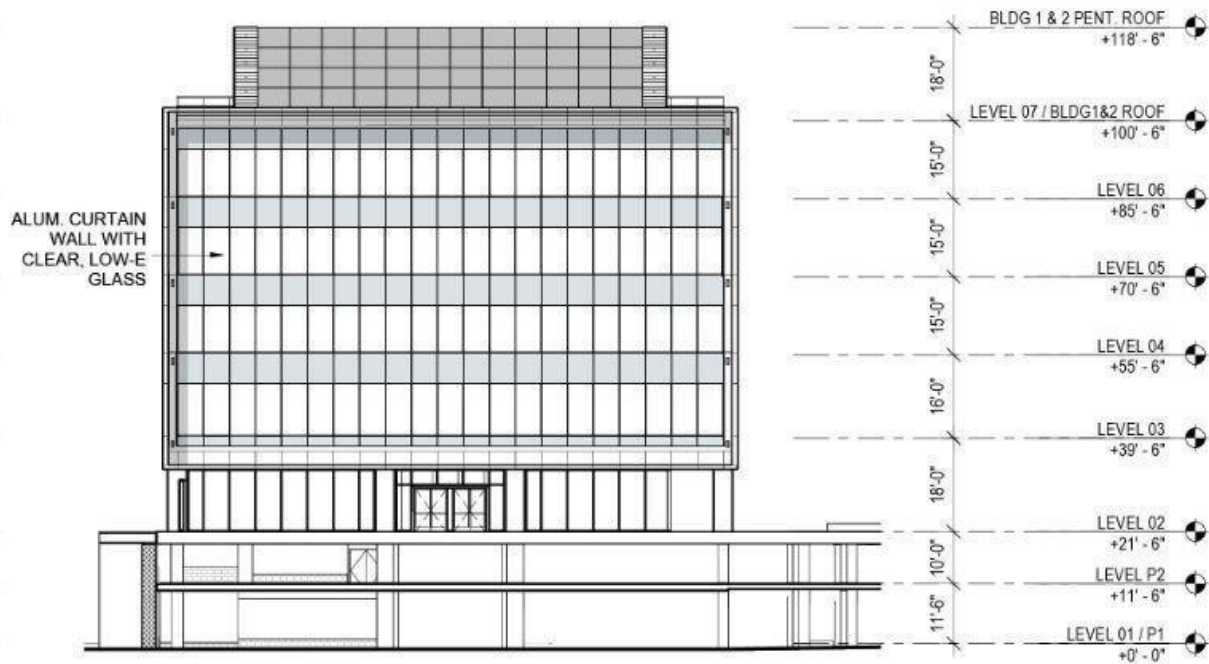 BLDG 1 & 2 PENT. ROOF
+118' - 6"
18'-0"
LEVEL 07 / BLDG1&2 ROOF
+100' - 6"
15'-0"
LEVEL 06
+85' - 6"
ALUM. CURTAIN
WALL WITH
CLEAR, LOW-E
GLASS
15'-0"
LEVEL 05
+70' - 6"
15'-0"
LEVEL 04
+55' - 6"
16'-0"
LEVEL 03
+39' - 6"
18'-0"
LEVEL 02
+21' - 6"
10'-0"
LEVEL P2
+11' - 6"
11'-6"
LEVEL 01 / P1
+0' - 0"